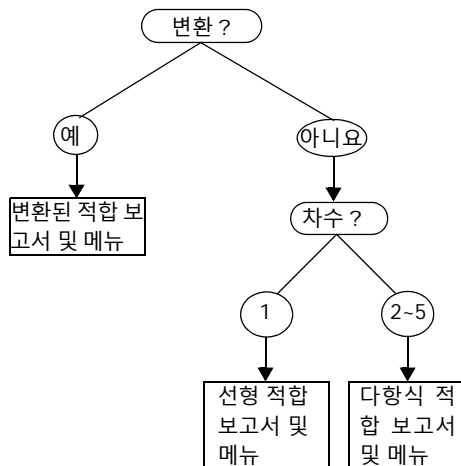 변환 ?
예
아니요
변환된 적합 보
고서 및 메뉴
차수 ?
1
2~5
선형 적합
보고서 및
메뉴
다항식 적
합 보고서
및 메뉴